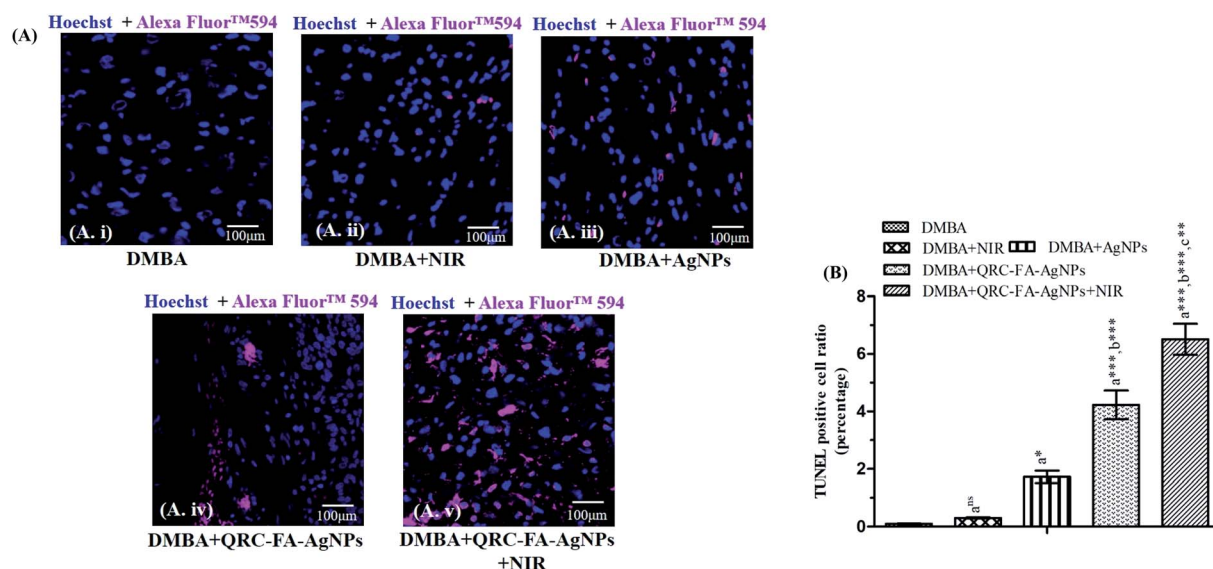 (A)
Hoechst + Alexa Fluor™594
Hoechst + Alexa Fluor™ 594
Hoechst + Alexa Fluor™ 594
(A. i)
100μm
(A. ii)
100μm
(A. iii)
100μm
DMBA
DMBA+NIR
DMBA+AgNPs
Hoechst + Alexa Fluor™ 594
Hoechst + Alexa Fluor™ 594
(A. iv)
100μm
(A. v)
100μm
DMBA+QRC-FA-AgNPs
DMBA+QRC-FA-AgNPs
+NIR
(B)
DMBA
DMBA+NIR
DMBA+AgNPs
DMBA+QRC-FA-AgNPs
DMBA+QRC-FA-AgNPs+NIR
TUNEL positive cell ratio
(percentage)
8
6
4
2
0
a^ns
a*
a***,b***
a***,b***,c**